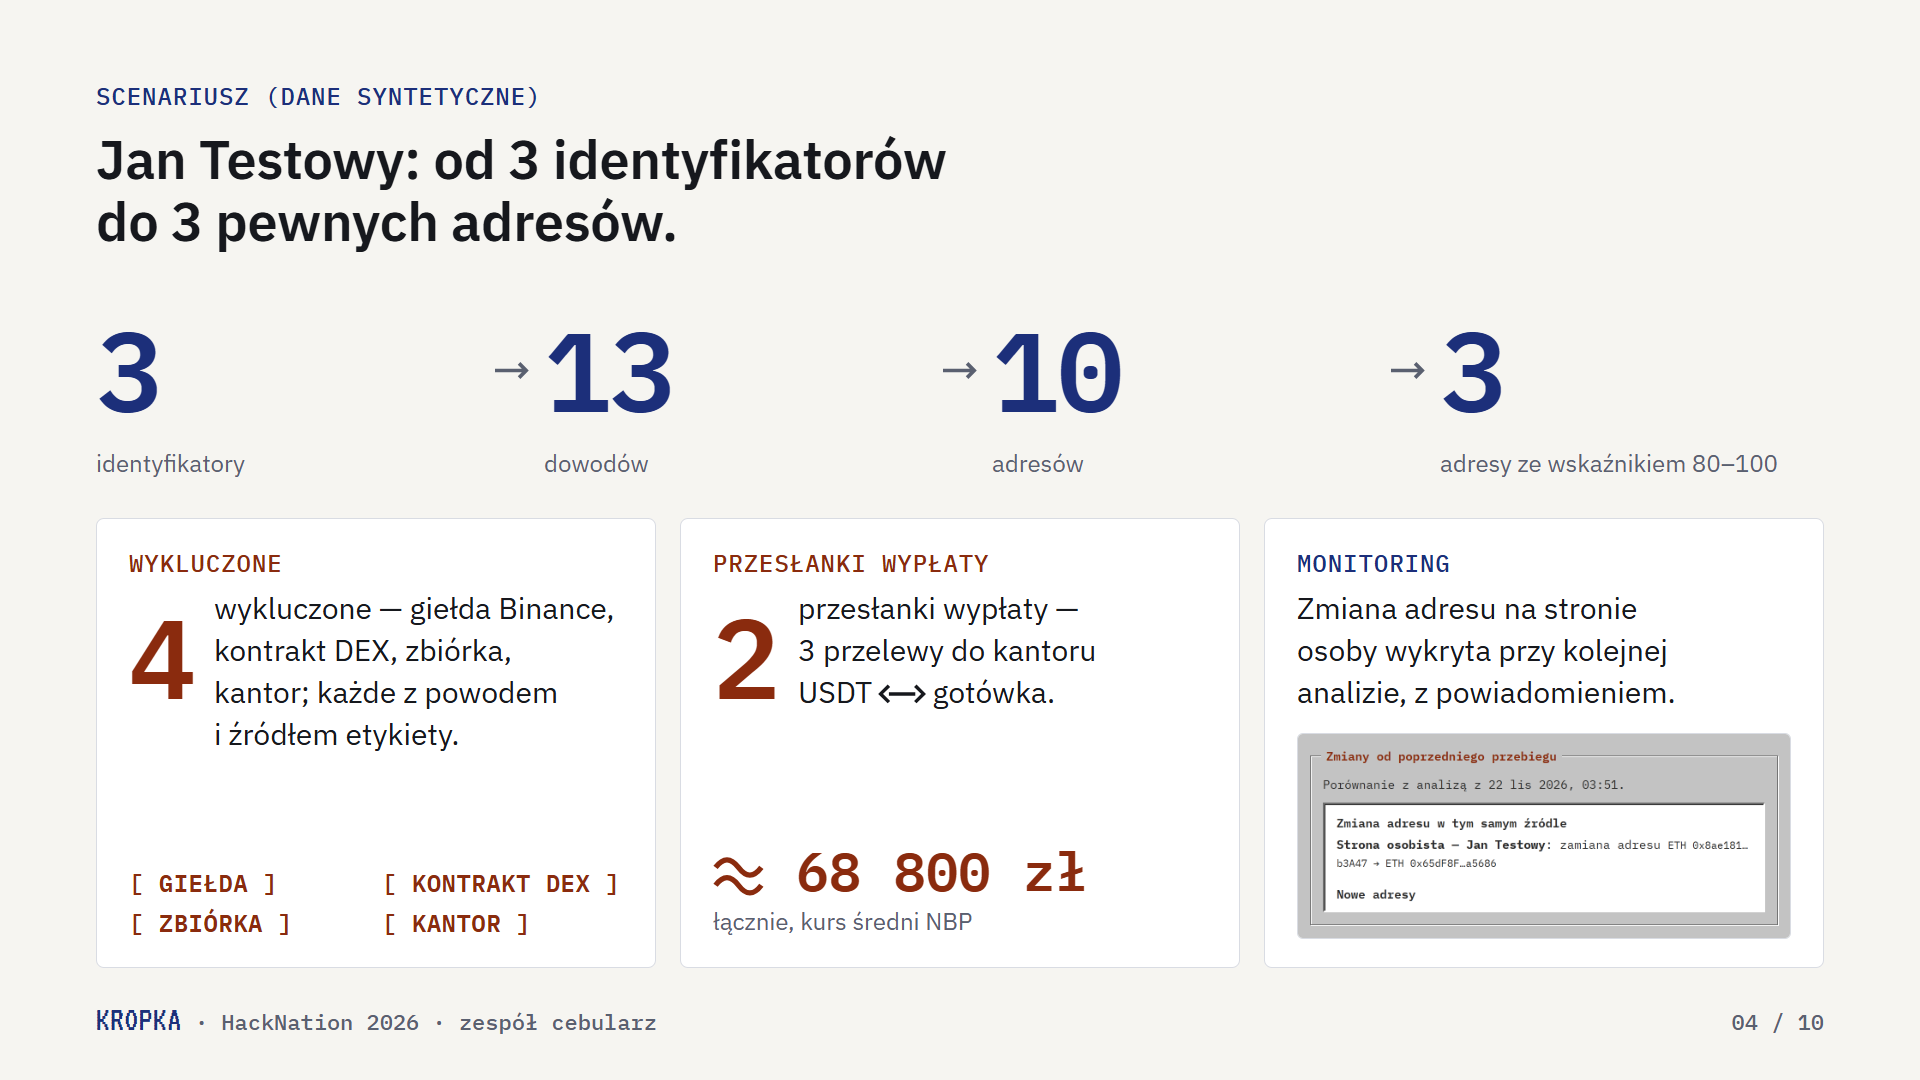 SCENARIUSZ (DANE SYNTETYCZNE)
Jan Testowy: od 3 identyfikatorów
do 3 pewnych adresów.
3 → 13 → 10 → 3
identyfikatory
dowodów
adresów
adresy ze wskaźnikiem 80–100
WYKLUCZONE
4
wykluczone — giełda Binance,
kontrakt DEX, zbiórka,
kantor; każde z powodem
i źródłem etykiety.
[ GIEŁDA ] [ KONTRAKT DEX ]
[ ZBIÓRKA ] [ KANTOR ]
PRZESŁANKI WYPŁATY
2
przesłanki wypłaty —
3 przelewy do kantoru
USDT ⟷ gotówka.
≈ 68 800 zł
łącznie, kurs średni NBP
MONITORING
Zmiana adresu na stronie
osoby wykryta przy kolejnej
analizie, z powiadomieniem.
Zmiany od poprzedniego przebiegu
Porównanie z analizą z 22 lis 2026, 03:51.
Zmiana adresu w tym samym źródle
Strona osobista — Jan Testowy: zamiana adresu ETH 0x8ae181…
b3A47 → ETH 0x65dF8F…a5686
Nowe adresy
KROPKA · HackNation 2026 · zespół cebularz
04 / 10